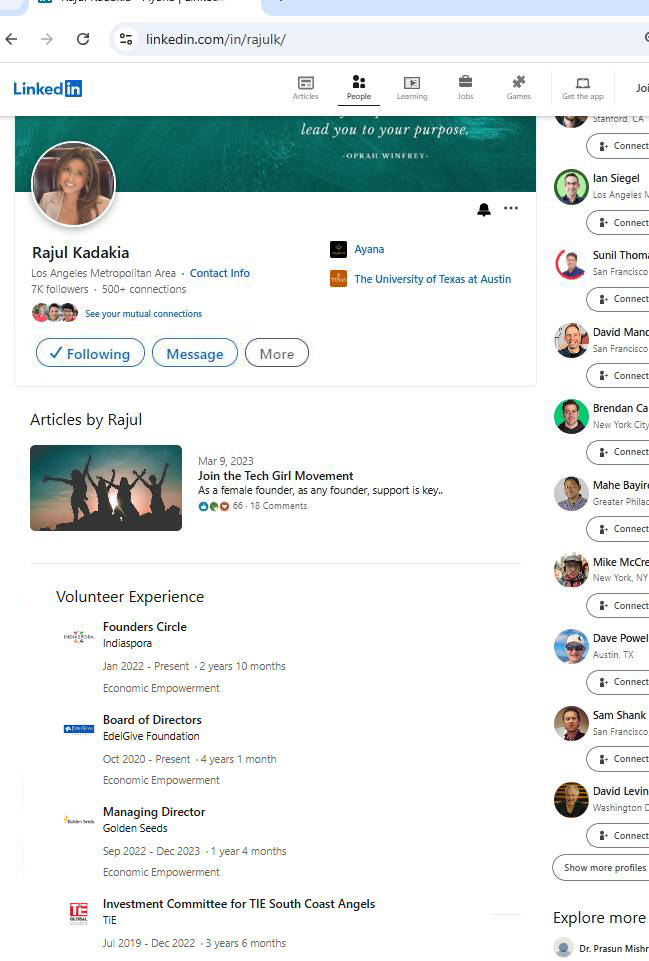 linkedin.com/in/rajulk/
Linked in
Articles
People
Learning
Jobs
Games
Get the app
lead you to your purpose.
-OPRAH WINFREY-
Rajul Kadakia
Los Angeles Metropolitan Area · Contact Info
7K followers · 500+ connections
See your mutual connections
Ayana
TEXAS
The University of Texas at Austin
Following
Message
More
Articles by Rajul
Mar 9, 2023
Join the Tech Girl Movement
As a female founder, as any founder, support is key..
66 · 18 Comments
Volunteer Experience
INDIASPORA
Founders Circle
Indiaspora
Jan 2022 - Present · 2 years 10 months
Economic Empowerment
EdelGive
Board of Directors
EdelGive Foundation
Oct 2020 - Present · 4 years 1 month
Economic Empowerment
Golden Seeds
Managing Director
Golden Seeds
Sep 2022 - Dec 2023 · 1 year 4 months
Economic Empowerment
TiE
GLOBAL
Investment Committee for TIE South Coast Angels
TiE
Jul 2019 - Dec 2022 · 3 years 6 months
Stanford, CA
Connect
Ian Siegel
Los Angeles M
Connect
Sunil Thoma
San Francisco
Connect
David Mand
San Francisco
Connect
Brendan Ca
New York City
Connect
Mahe Bayire
Greater Philad
Connect
Mike McCre
New York, NY
Connect
Dave Powel
Austin, TX
Connect
Sam Shank
San Francisco
Connect
David Levin
Washington D
Connect
Show more profiles
Explore more
Dr. Prasun Mishr